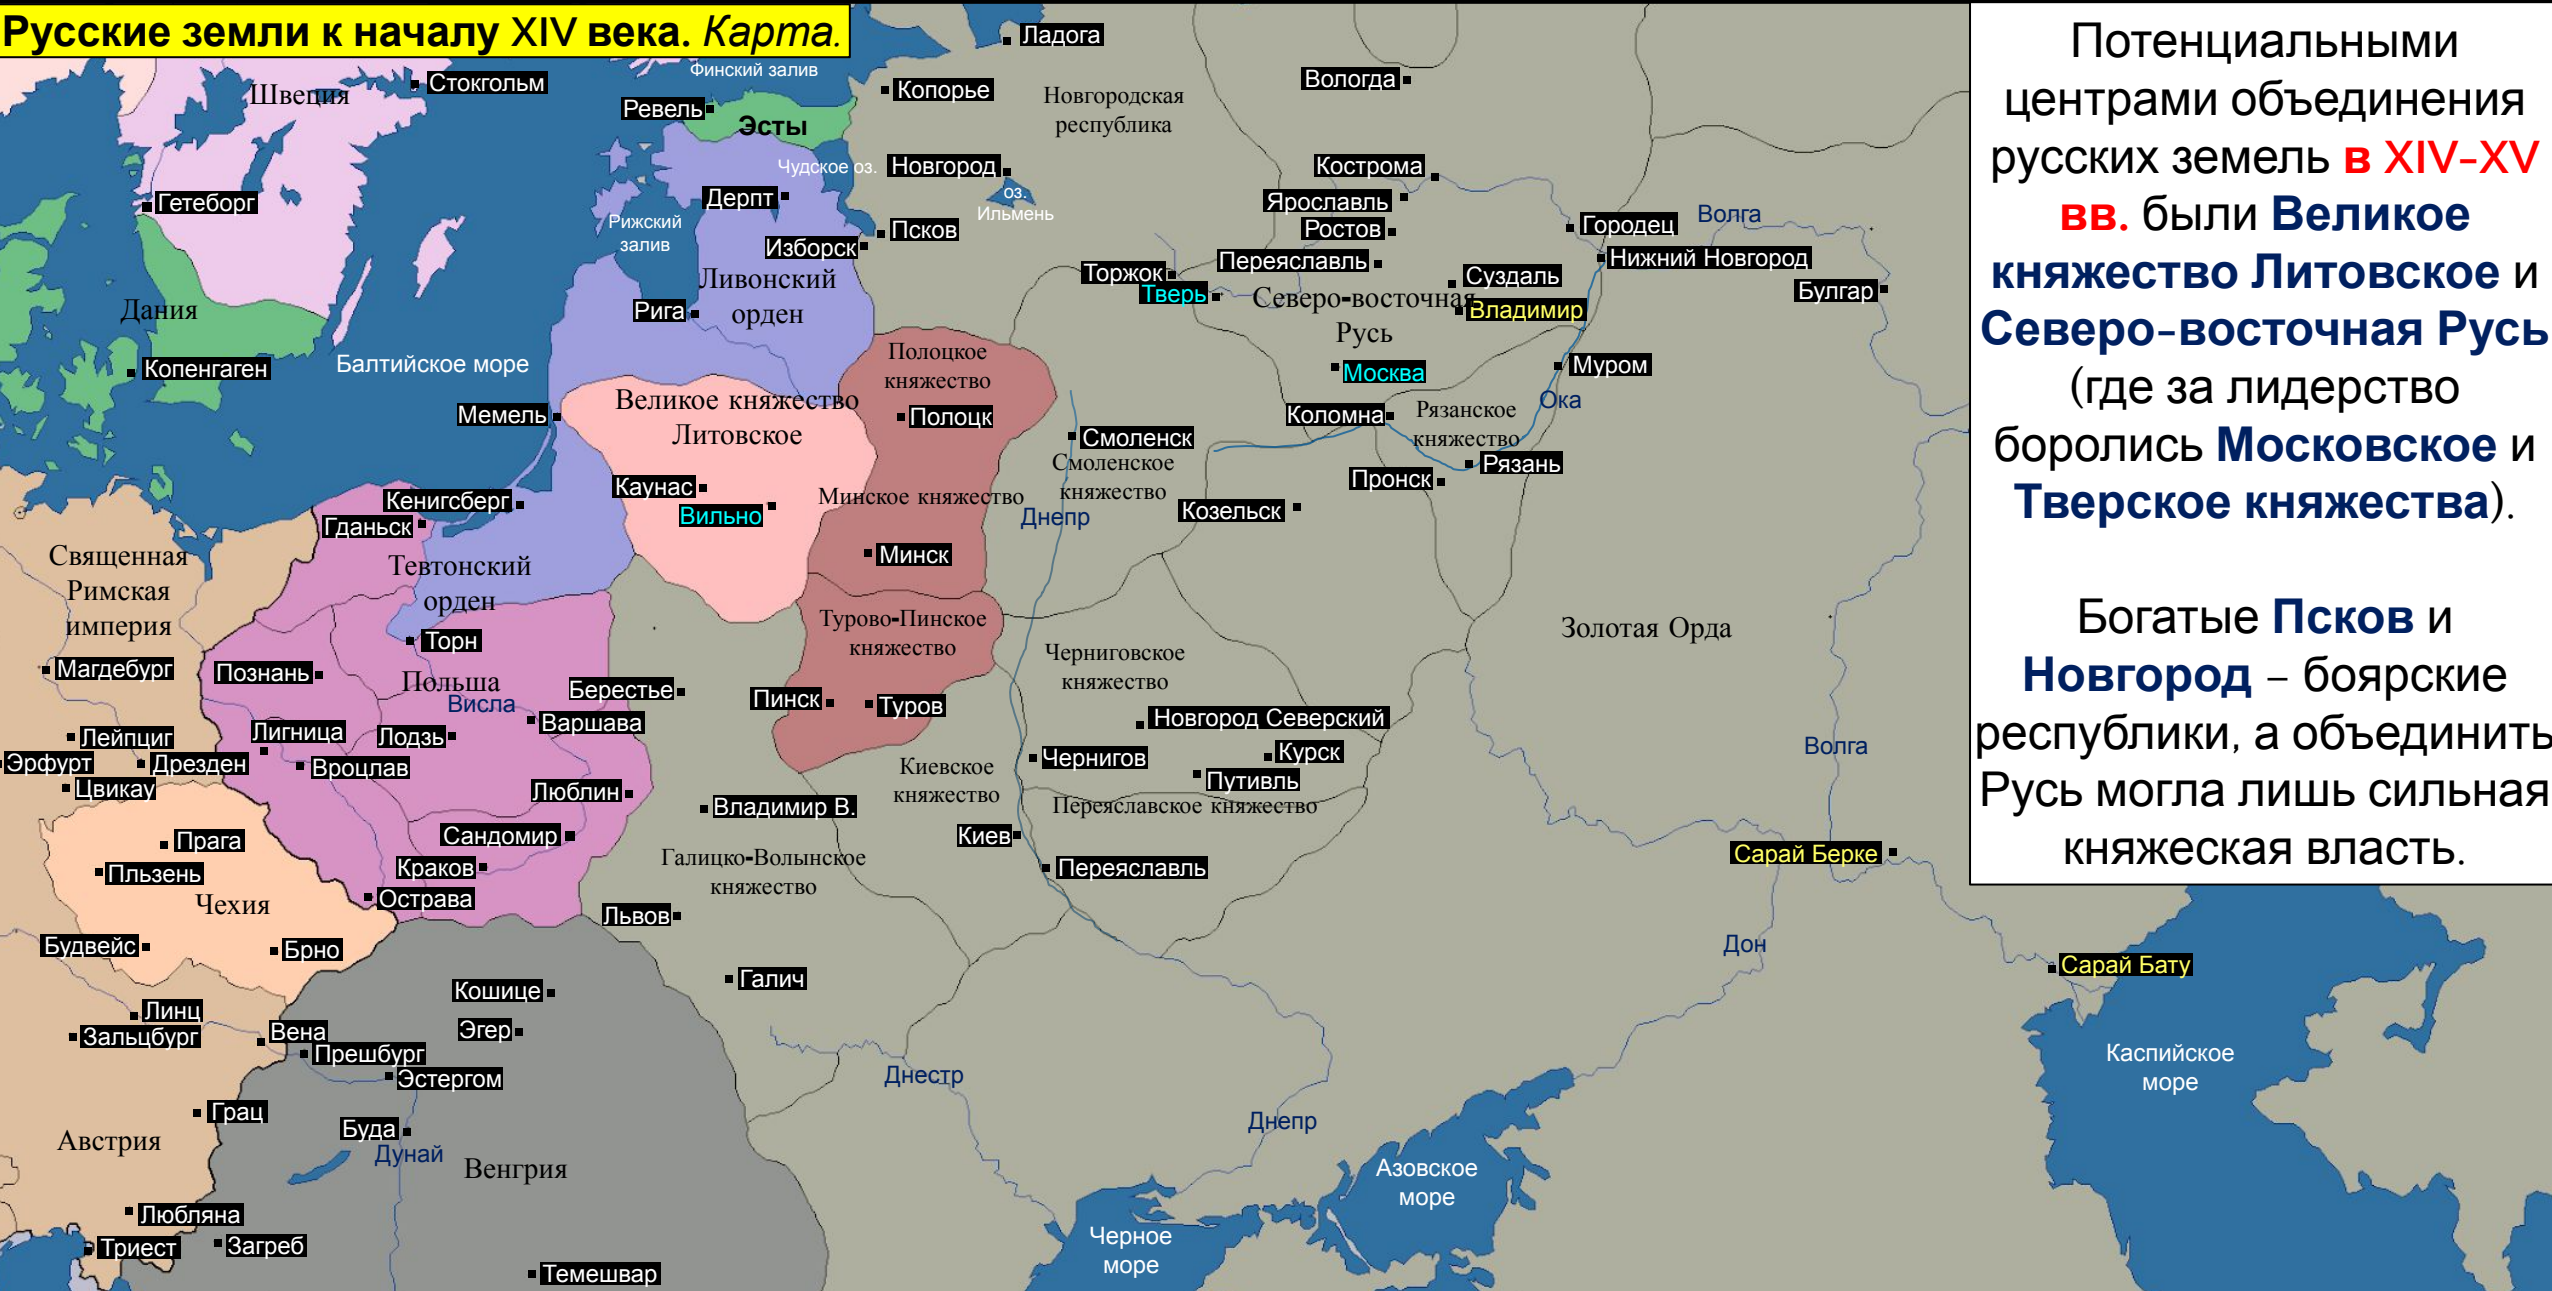 Русские земли к началу XIV века. Карта.
Потенциальными
центрами объединения
русских земель в XIV-XV
вв. были Великое
княжество Литовское и
Северо-восточная Русь
(где за лидерство
боролись Московское и
Тверское княжества).
Богатые Псков и
Новгород – боярские
республики, а объединить
Русь могла лишь сильная
княжеская власть.
Ладога
Финский залив
Стокгольм
Швеция
Копорье
Новгородская
республика
Вологда
Ревель
Эсты
Чудское оз.
Новгород
оз.
Ильмень
Кострома
Гетеборг
Дерпт
Ярославль
Рижский
залив
Псков
Изборск
Ростов
Городец
Волга
Переяславль
Нижний Новгород
Торжок
Тверь
Суздаль
Ливонский
орден
Северо-восточная
Русь
Владимир
Булгар
Дания
Рига
Копенгаген
Балтийское море
Полоцкое
княжество
Москва
Муром
Великое княжество
Литовское
Мемель
Полоцк
Коломна
Рязанское
княжество
Ока
Смоленск
Смоленское
княжество
Рязань
Пронск
Каунас
Вильно
Минское княжество
Днепр
Козельск
Кенигсберг
Гданьск
Минск
Священная
Римская
империя
Тевтонский
орден
Торн
Турово-Пинское
княжество
Золотая Орда
Магдебург
Познань
Польша
Висла
Берестье
Пинск
Туров
Черниговское
княжество
Варшава
Новгород Северский
Лейпциг
Лигница
Лодзь
Эрфурт
Дрезден
Вроцлав
Чернигов
Курск
Волга
Цвикау
Люблин
Киевское
княжество
Путивль
Владимир В.
Переяславское княжество
Прага
Сандомир
Киев
Пльзень
Краков
Галицко-Волынское
княжество
Переяславль
Сарай Берке
Чехия
Острава
Львов
Будвейс
Брно
Дон
Сарай Бату
Галич
Кошице
Линц
Зальцбург
Вена
Эгер
Прешбург
Эстергом
Днестр
Каспийское
море
Грац
Австрия
Буда
Дунай
Венгрия
Днепр
Азовское
море
Любляна
Триест
Загреб
Черное
море
Темешвар